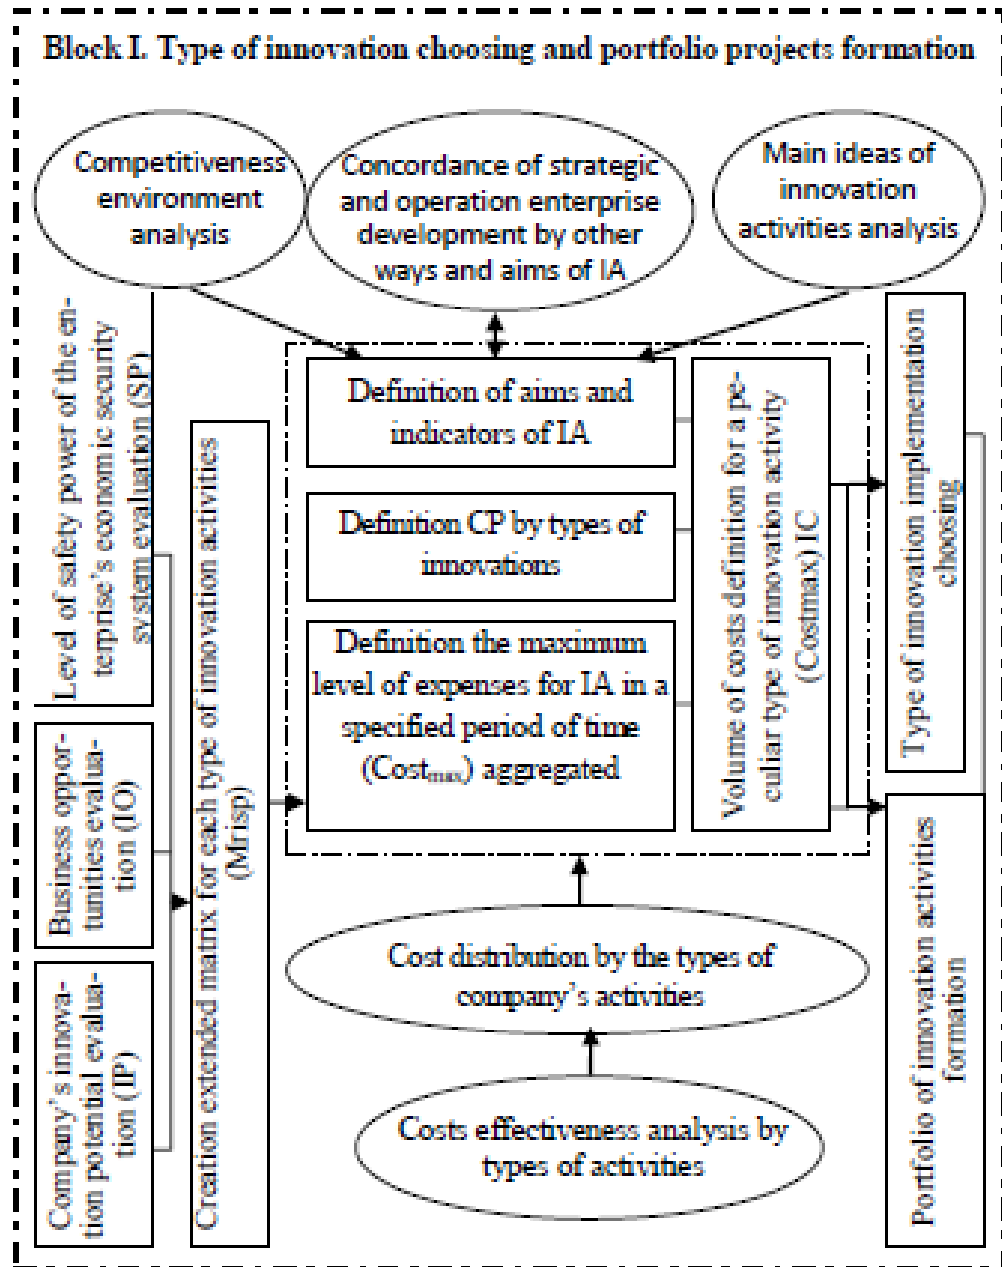 Block I. Type of innovation choosing and portfolio projects formation
Competitiveness
environment
analysis
Concordance of strategic
and operation enterprise
development by other
ways and aims of IA
Main ideas of
innovation
activities analysis
Level of safety power of the en-
terprise's economic security
system evaluation (SP)
Business oppor-
tunities evalua-
tion (IO)
Company's innova-
tion potential evalua-
tion (IP)
Creation extended matrix for each type of innovation activities
(Mrisp)
Definition of aims and
indicators of IA
Definition CP by types of
innovations
Definition the maximum
level of expenses for IA in a
specified period of time
(Costmax) aggregated
Volume of costs definition for a pe-
culiar type of innovation activity
(Costmax) IC
Type of innovation implementation
choosing
Portfolio of innovation activities
formation
Cost distribution by the types of
company's activities
Costs effectiveness analysis by
types of activities